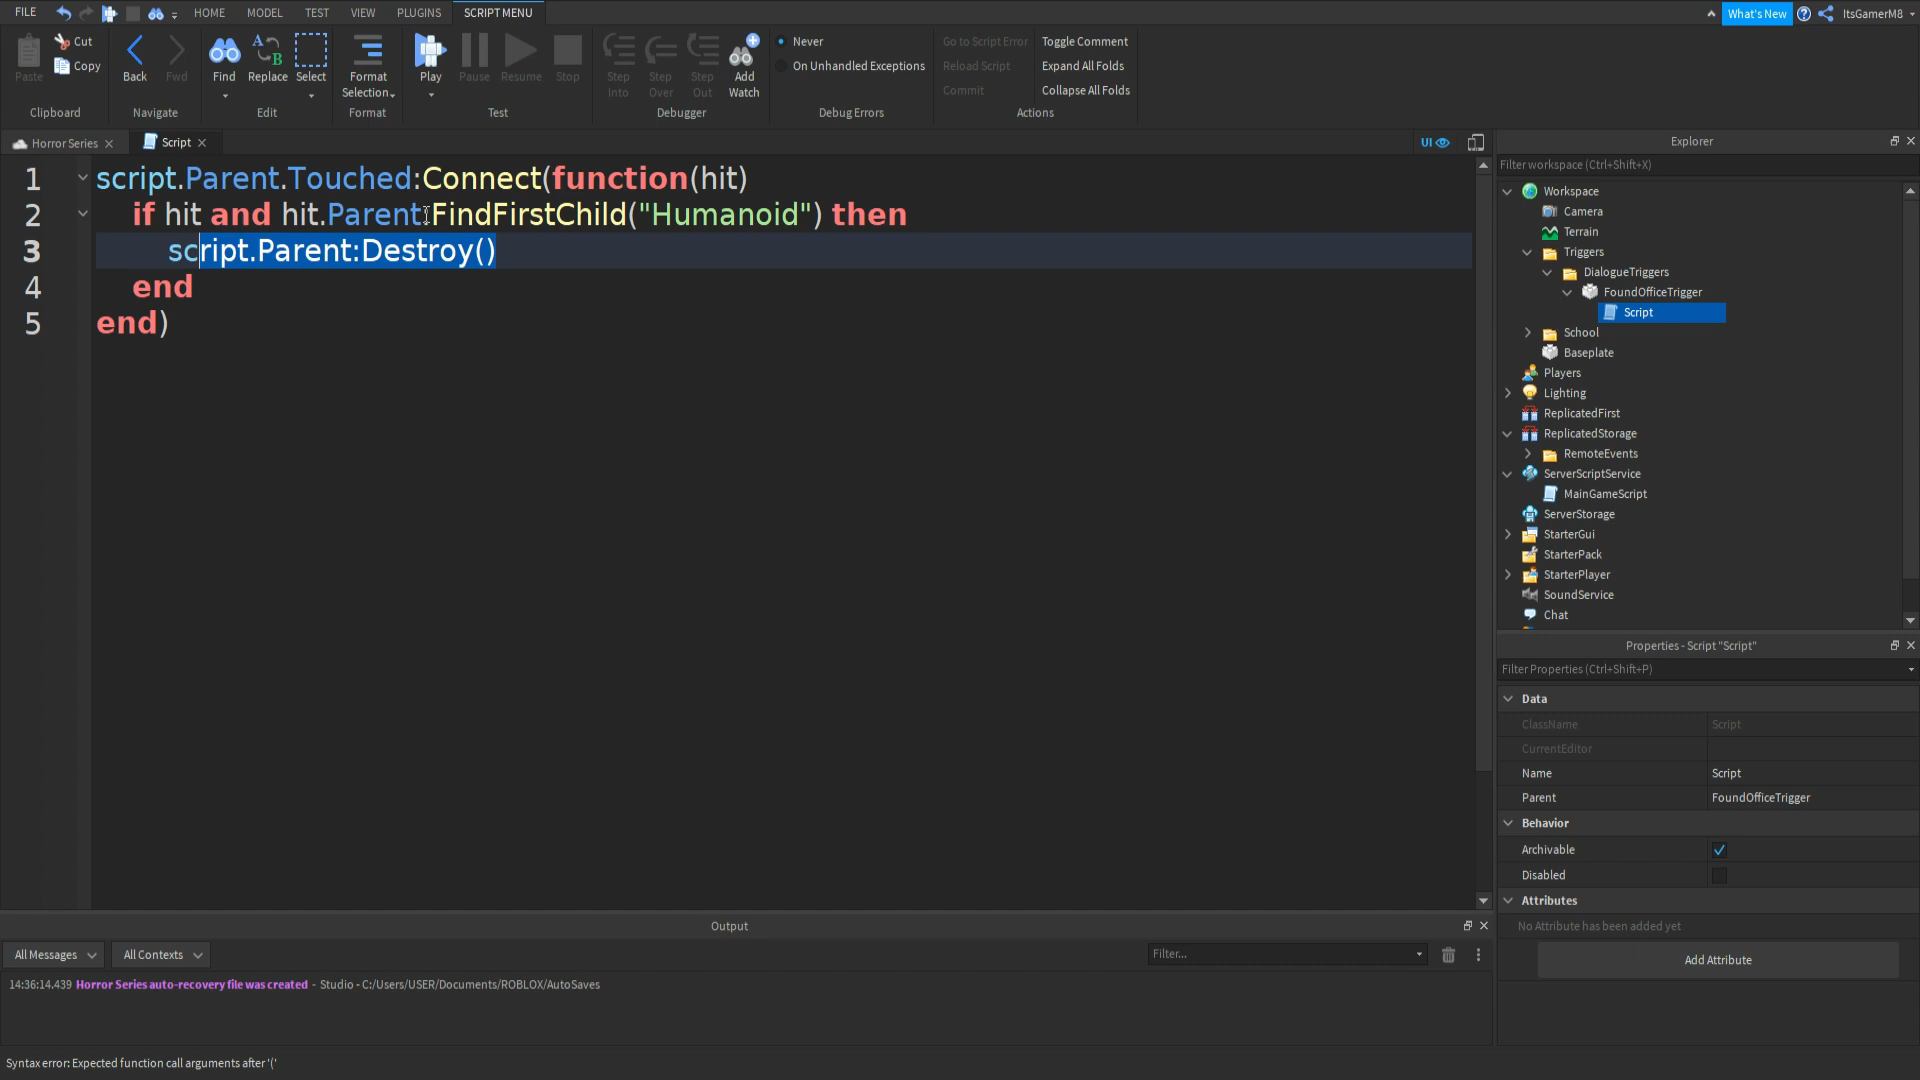 FILE HOME MODEL TEST VIEW PLUGINS SCRIPT MENU What's New ItsGamerM8
Paste Cut Copy Back Fwd Find Replace Select Format Selection Play Pause Resume Stop Step Into Step Over Step Out Add Watch
Never
On Unhandled Exceptions
Go to Script Error Toggle Comment
Reload Script Expand All Folds
Commit Collapse All Folds
Clipboard Navigate Edit Format Test Debugger Debug Errors Actions
Horror Series Script UI
1 script.Parent.Touched:Connect(function(hit)
2 if hit and hit.Parent:FindFirstChild("Humanoid") then
3 script.Parent:Destroy()
4 end
5 end)
Explorer
Filter workspace (Ctrl+Shift+X)
Workspace
Camera
Terrain
Triggers
DialogueTriggers
FoundOfficeTrigger
Script
School
Baseplate
Players
Lighting
ReplicatedFirst
ReplicatedStorage
RemoteEvents
ServerScriptService
MainGameScript
ServerStorage
StarterGui
StarterPack
StarterPlayer
SoundService
Chat
Properties - Script "Script"
Filter Properties (Ctrl+Shift+P)
Data
ClassName Script
CurrentEditor
Name Script
Parent FoundOfficeTrigger
Behavior
Archivable
Disabled
Attributes
No Attribute has been added yet
Add Attribute
Output
All Messages All Contexts Filter...
14:36:14.439 Horror Series auto-recovery file was created - Studio - C:/Users/USER/Documents/ROBLOX/AutoSaves
Syntax error: Expected function call arguments after '('